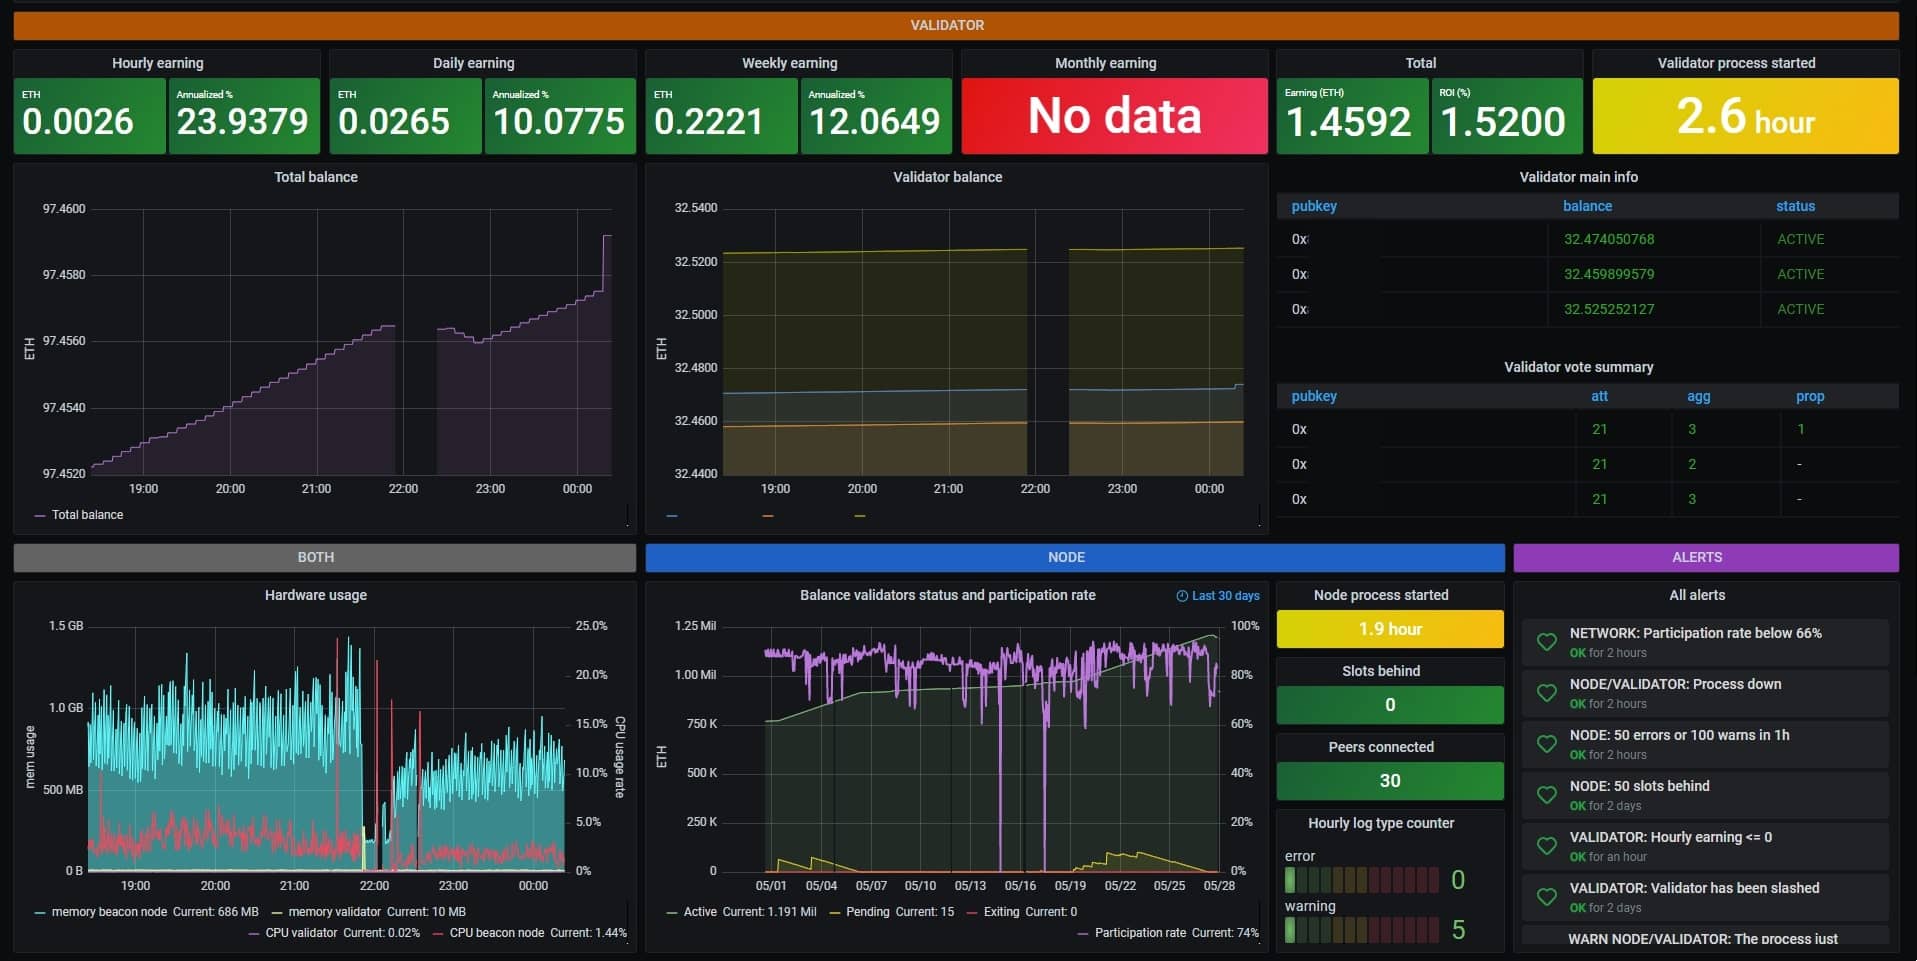 VALIDATOR
Hourly earning
ETH
0.0026
Annualized %
23.9379
Daily earning
ETH
0.0265
Annualized %
10.0775
Weekly earning
ETH
0.2221
Annualized %
12.0649
Monthly earning
No data
Total
Earning (ETH)
1.4592
ROI (%)
1.5200
Validator process started
2.6 hour
Total balance
97.4600
97.4580
97.4560
97.4540
97.4520
ETH
19:00 20:00 21:00 22:00 23:00 00:00
Total balance
Validator balance
32.5400
32.5200
32.5000
32.4800
32.4600
32.4400
ETH
19:00 20:00 21:00 22:00 23:00 00:00
Validator main info
pubkey balance status
0x 32.474050768 ACTIVE
0x 32.459899579 ACTIVE
0x 32.525252127 ACTIVE
Validator vote summary
pubkey att agg prop
0x 21 3 1
0x 21 2 -
0x 21 3 -
BOTH
Hardware usage
1.5 GB
1.0 GB
500 MB
0 B
mem usage
25.0%
20.0%
15.0%
10.0%
5.0%
0%
CPU usage rate
19:00 20:00 21:00 22:00 23:00 00:00
memory beacon node Current: 686 MB memory validator Current: 10 MB
CPU validator Current: 0.02% CPU beacon node Current: 1.44%
NODE
Balance validators status and participation rate
Last 30 days
1.25 Mil
1.00 Mil
750 K
500 K
250 K
0
ETH
100%
80%
60%
40%
20%
0%
05/01 05/04 05/07 05/10 05/13 05/16 05/19 05/22 05/25 05/28
Active Current: 1.191 Mil Pending Current: 15 Exiting Current: 0
Participation rate Current: 74%
Node process started
1.9 hour
Slots behind
0
Peers connected
30
Hourly log type counter
error
0
warning
5
ALERTS
All alerts
NETWORK: Participation rate below 66%
OK for 2 hours
NODE/VALIDATOR: Process down
OK for 2 hours
NODE: 50 errors or 100 warns in 1h
OK for 2 hours
NODE: 50 slots behind
OK for 2 days
VALIDATOR: Hourly earning <= 0
OK for an hour
VALIDATOR: Validator has been slashed
OK for 2 days
WARN NODE/VALIDATOR: The process just